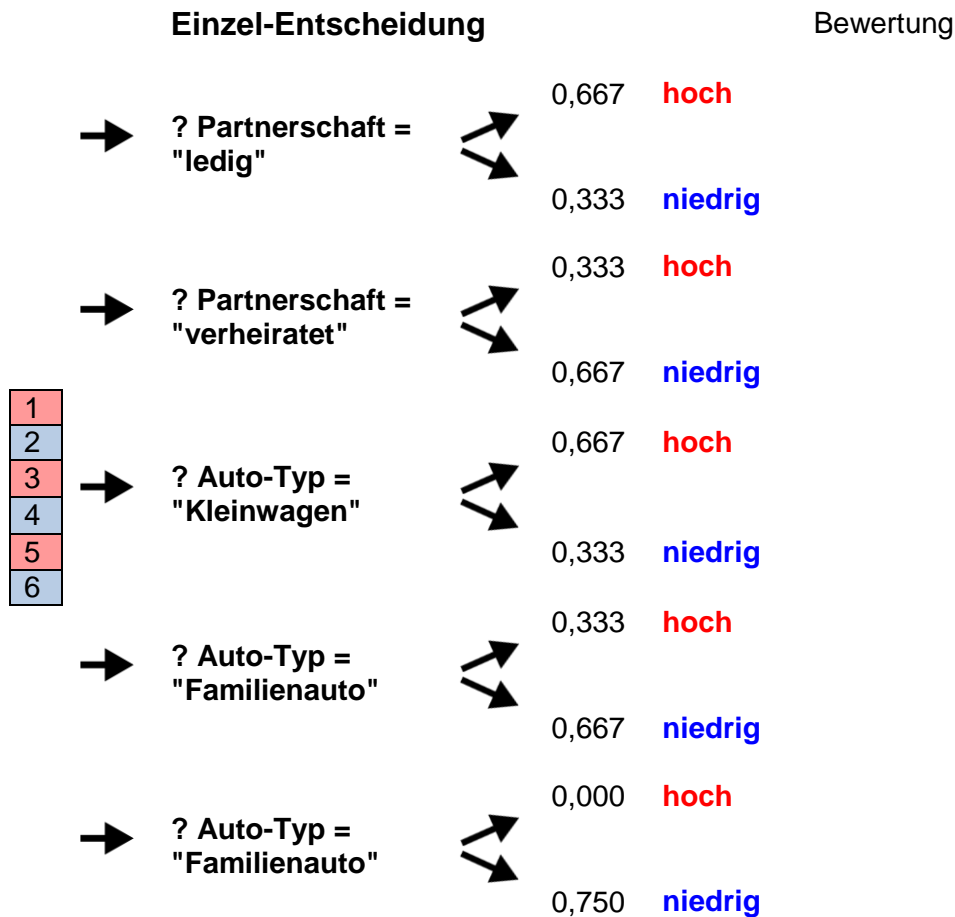 Einzel-Entscheidung Bewertung
0,667 hoch
? Partnerschaft =
"ledig"
0,333 niedrig
0,333 hoch
? Partnerschaft =
"verheiratet"
0,667 niedrig
1
2
3
4
5
6
0,667 hoch
? Auto-Typ =
"Kleinwagen"
0,333 niedrig
0,333 hoch
? Auto-Typ =
"Familienauto"
0,667 niedrig
0,000 hoch
? Auto-Typ =
"Familienauto"
0,750 niedrig